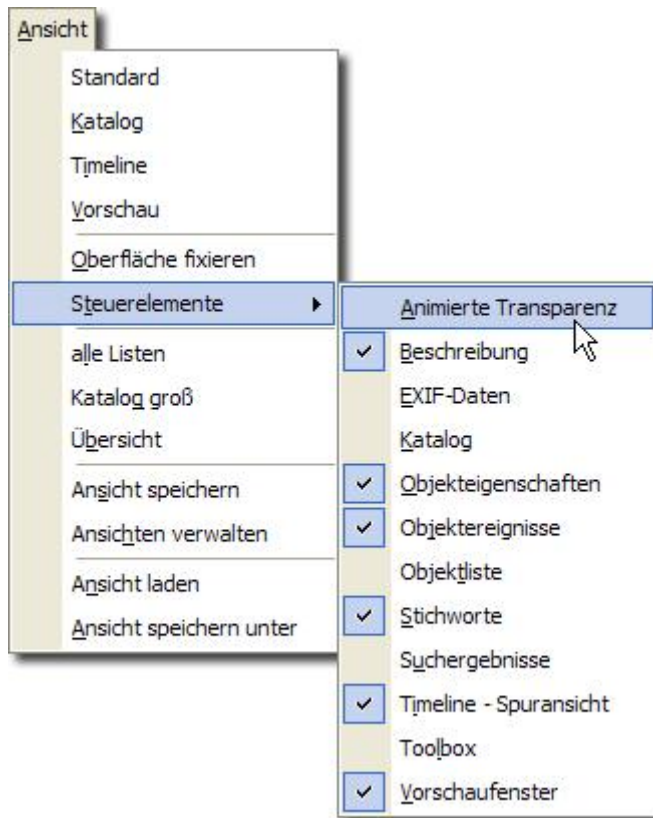 Ansicht
Standard
Katalog
Timeline
Vorschau
Oberfläche fixieren
Steuerelemente
alle Listen
Katalog groß
Übersicht
Ansicht speichern
Ansichten verwalten
Ansicht laden
Ansicht speichern unter
Animierte Transparenz
Beschreibung
EXIF-Daten
Katalog
Objekteigenschaften
Objektereignisse
Objektliste
Stichworte
Suchergebnisse
Timeline - Spuransicht
Toolbox
Vorschaufenster